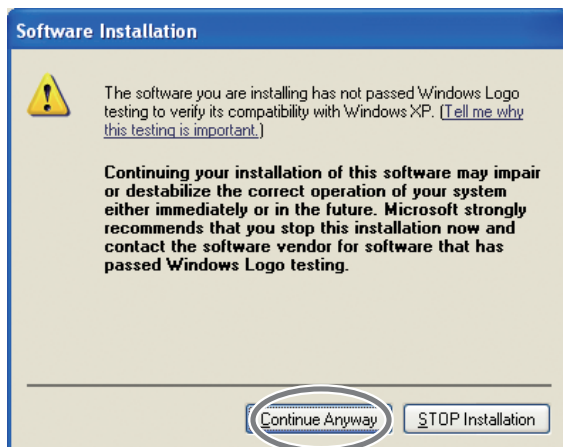 Software Installation
The software you are installing has not passed Windows Logo
testing to verify its compatibility with Windows XP. (Tell me why
this testing is important.)
Continuing your installation of this software may impair
or destabilize the correct operation of your system
either immediately or in the future. Microsoft strongly
recommends that you stop this installation now and
contact the software vendor for software that has
passed Windows Logo testing.
Continue Anyway
STOP Installation